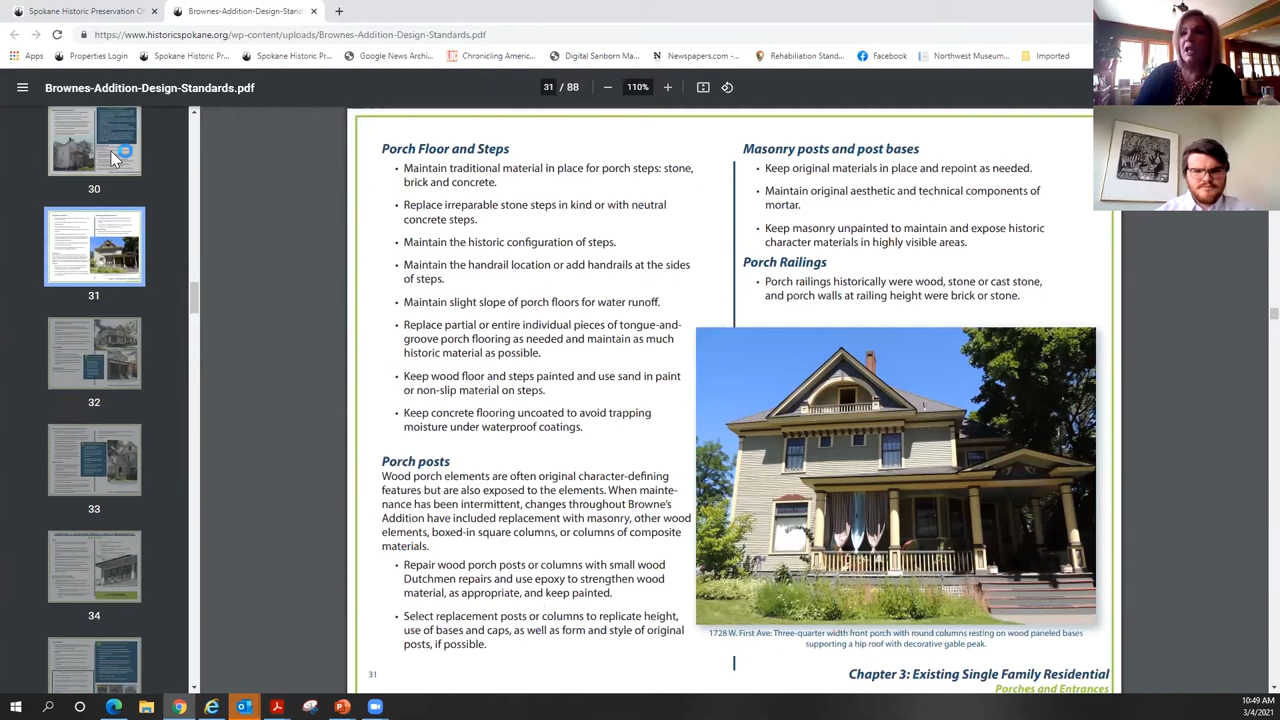 Spokane Historic Preservation Of
Brownes-Addition-Design-Stand
https://www.historicspokane.org/wp-content/uploads/Brownes-Addition-Design-Standards.pdf
Apps
Properties Login
Spokane Historic Pr...
Spokane Historic Pr...
Google News Archiv...
Chronicling Americ...
Digital Sanborn Ma...
Newspapers.com -...
Rehabilitation Stand...
Facebook
Northwest Museum...
Imported
Brownes-Addition-Design-Standards.pdf
31 / 88
110%
30
31
32
33
34
Porch Floor and Steps
• Maintain traditional material in place for porch steps: stone,
brick and concrete.
• Replace irreparable stone steps in kind or with neutral
concrete steps.
• Maintain the historic configuration of steps.
• Maintain the handrail location or add handrails at the sides
of steps.
• Maintain slight slope of porch floors for water runoff.
• Replace partial or entire individual pieces of tongue-and-
groove porch flooring as needed and maintain as much
historic material as possible.
• Keep wood floor and steps painted and use sand in paint
or non-slip material on steps.
• Keep concrete flooring uncoated to avoid trapping
moisture under waterproof coatings.
Porch posts
Wood porch elements are often original character-defining
features but are also exposed to the elements. When mainte-
nance has been intermittent, changes throughout Browne's
Addition have included replacement with masonry, other wood
elements, boxed-in square columns, or columns of composite
materials.
• Repair wood porch posts or columns with small wood
Dutchmen repairs and use epoxy to strengthen wood
material, as appropriate, and keep painted.
• Select replacement posts or columns to replicate height,
use of bases and caps, as well as form and style of original
posts, if possible.
Masonry posts and post bases
• Keep original materials in place and repoint as needed.
• Maintain original aesthetic and technical components of
mortar.
• Keep masonry unpainted to maintain and expose historic
character materials in highly visible areas.
Porch Railings
• Porch railings historically were wood, stone or cast stone,
and porch walls at railing height were brick or stone.
1728 W. First Ave: Three-quarter width front porch with round columns resting on wood paneled bases
supporting a hip roof with decorative gable peak.
31
Chapter 3: Existing Single Family Residential
Porches and Entrances
10:49 AM
3/4/2021